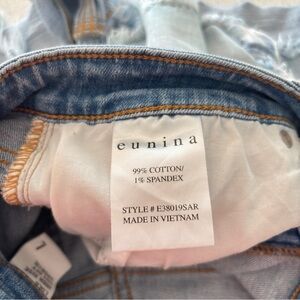 eunina
99% COTTON/
1% SPANDEX
STYLE # E38019SAR
MADE IN VIETNAM